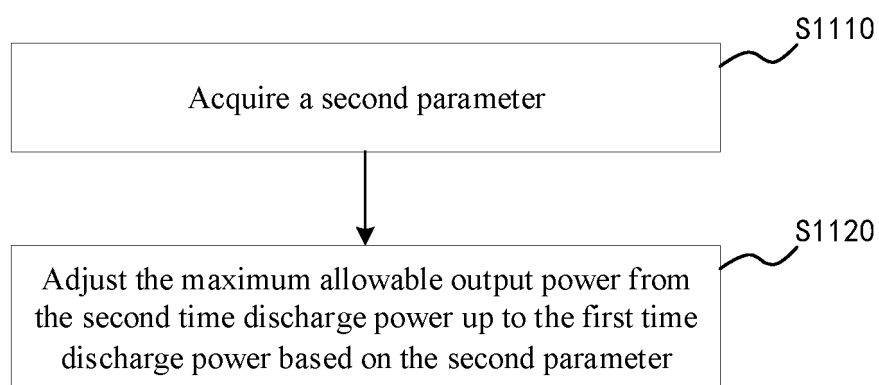 S1110
Acquire a second parameter
S1120
Adjust the maximum allowable output power from
the second time discharge power up to the first time
discharge power based on the second parameter